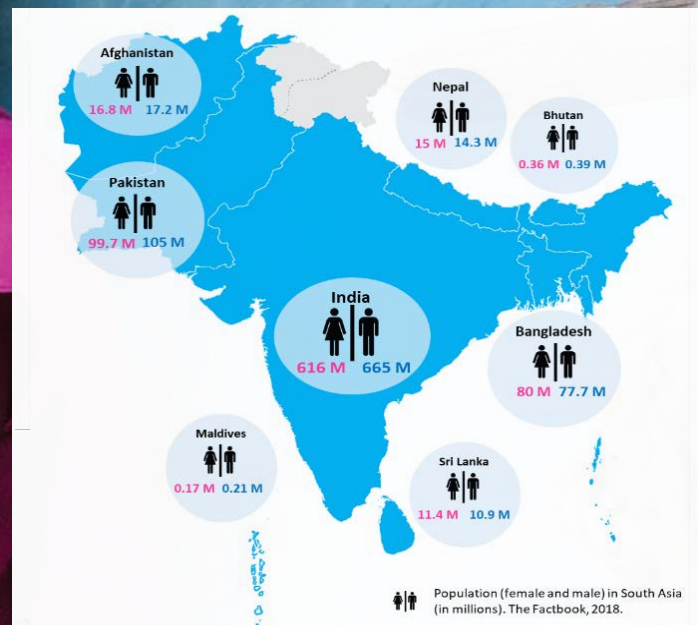 Afghanistan
16.8 M 17.2 M
Nepal
15 M 14.3 M
Bhutan
0.36 M 0.39 M
Pakistan
99.7 M 105 M
India
616 M 665 M
Bangladesh
80 M 77.7 M
Maldives
0.17 M 0.21 M
Sri Lanka
11.4 M 10.9 M
Population (female and male) in South Asia
(in millions). The Factbook, 2018.